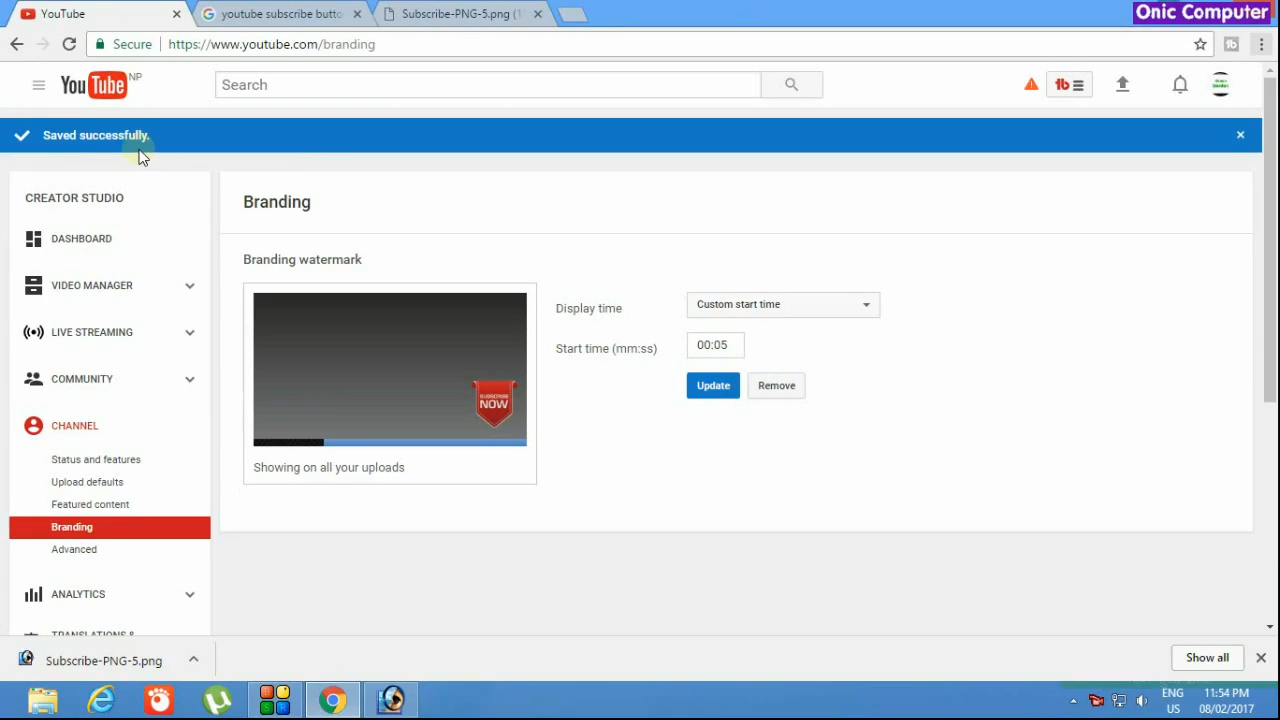 YouTube
youtube subscribe butto
Subscribe-PNG-5.png (1
Onic Computer
Secure
https://www.youtube.com/branding
YouTube NP
Search
Saved successfully.
CREATOR STUDIO
DASHBOARD
VIDEO MANAGER
LIVE STREAMING
COMMUNITY
CHANNEL
Status and features
Upload defaults
Featured content
Branding
Advanced
ANALYTICS
TRANSLATIONS &
Branding
Branding watermark
SUBSCRIBE
NOW
Showing on all your uploads
Display time
Custom start time
Start time (mm:ss)
00:05
Update
Remove
Subscribe-PNG-5.png
Show all
ENG
US
11:54 PM
08/02/2017